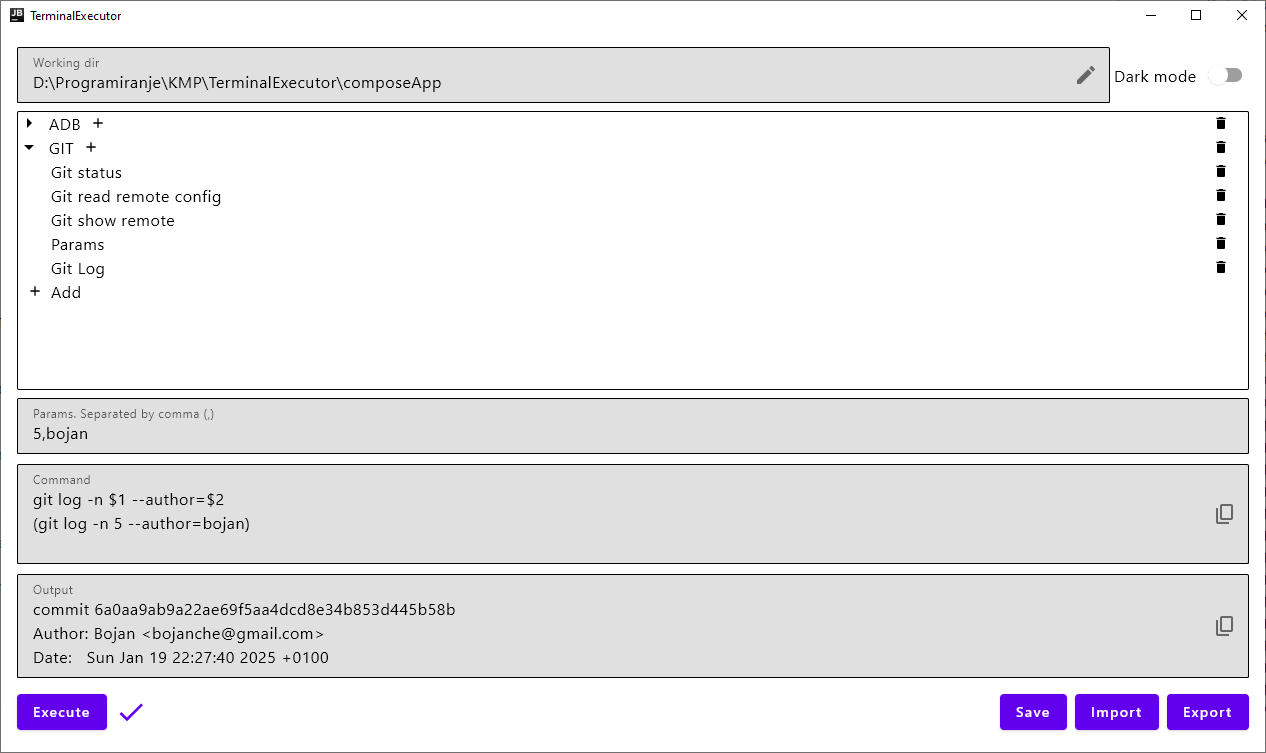 JB
TerminalExecutor
Working dir
D:\Programiranje\KMP\TerminalExecutor\composeApp
Dark mode
ADB +
GIT +
Git status
Git read remote config
Git show remote
Params
Git Log
+ Add
Params. Separated by comma (,)
5,bojan
Command
git log -n $1 --author=$2
(git log -n 5 --author=bojan)
Output
commit 6a0aa9ab9a22ae69f5aa4dcd8e34b853d445b58b
Author: Bojan <bojanche@gmail.com>
Date:   Sun Jan 19 22:27:40 2025 +0100
Execute
Save
Import
Export